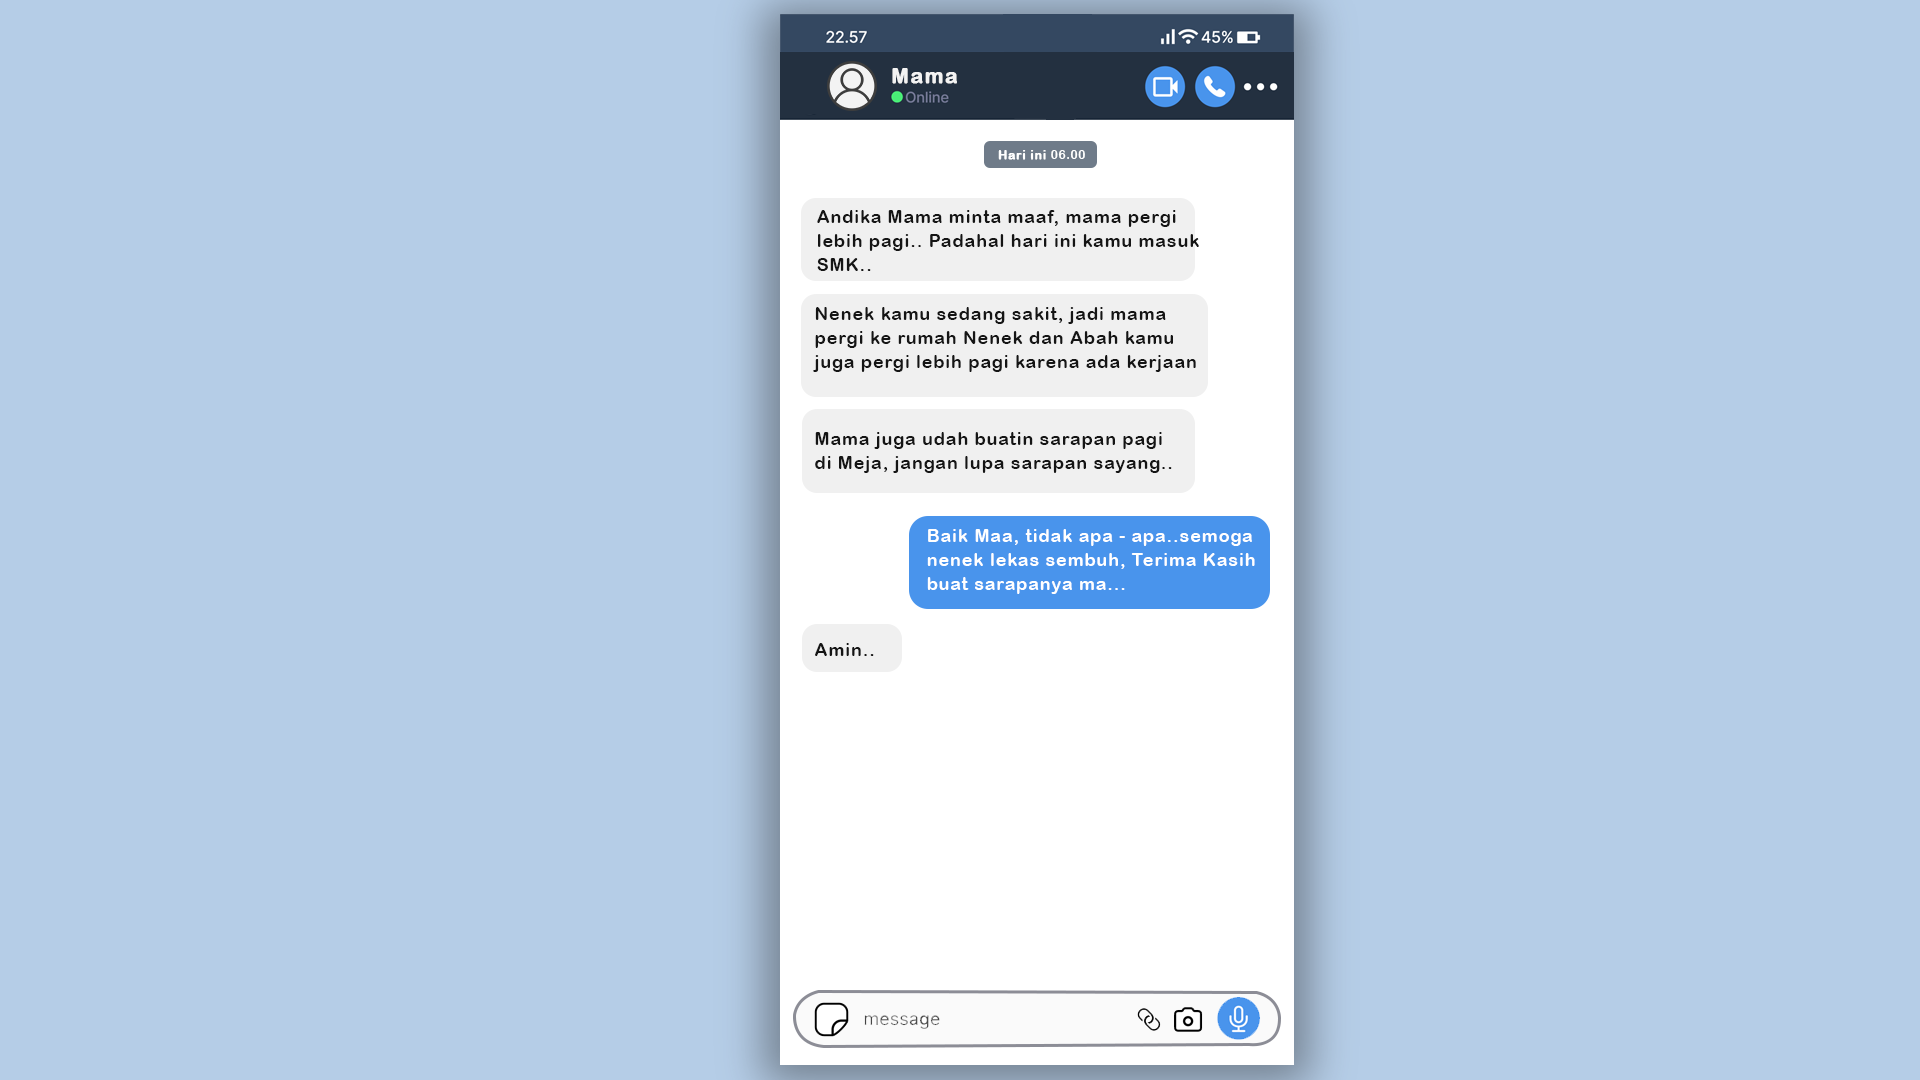 22.57
45%
Mama
Online
Hari ini 06.00
Andika Mama minta maaf, mama pergi
lebih pagi.. Padahal hari ini kamu masuk
SMK..
Nenek kamu sedang sakit, jadi mama
pergi ke rumah Nenek dan Abah kamu
juga pergi lebih pagi karena ada kerjaan
Mama juga udah buatin sarapan pagi
di Meja, jangan lupa sarapan sayang..
Baik Maa, tidak apa - apa..semoga
nenek lekas sembuh, Terima Kasih
buat sarapanya ma...
Amin..
message